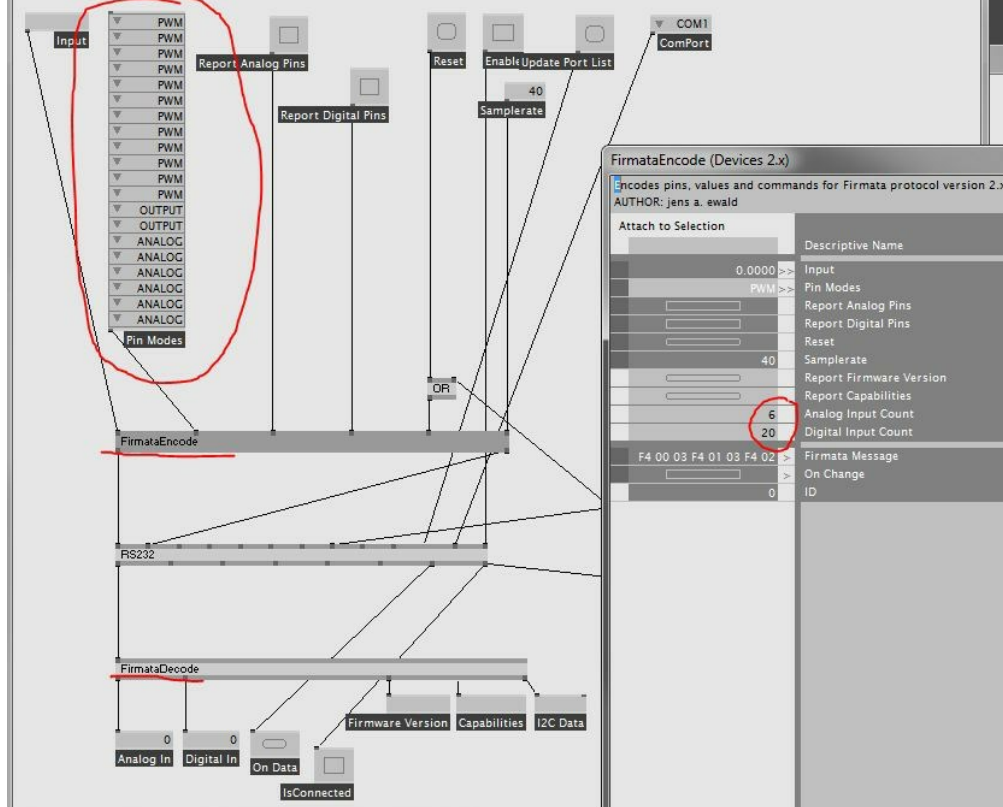 Input
PWM
PWM
PWM
PWM
PWM
PWM
PWM
PWM
PWM
PWM
PWM
PWM
OUTPUT
OUTPUT
ANALOG
ANALOG
ANALOG
ANALOG
ANALOG
ANALOG
Pin Modes
Report Analog Pins
Report Digital Pins
Reset
Enable
Update Port List
40
Samplerate
COM1
ComPort
OR
FirmataEncode
RS232
FirmataDecode
0
Analog In
0
Digital In
On Data
IsConnected
Firmware Version
Capabilities
I2C Data
FirmataEncode (Devices 2.x)
Encodes pins, values and commands for Firmata protocol version 2.x
AUTHOR: jens a. ewald
Attach to Selection
Descriptive Name
0.0000 >> Input
PWM >> Pin Modes
Report Analog Pins
Report Digital Pins
Reset
40 Samplerate
Report Firmware Version
Report Capabilities
6 Analog Input Count
20 Digital Input Count
F4 00 03 F4 01 03 F4 02 > Firmata Message
> On Change
0 ID